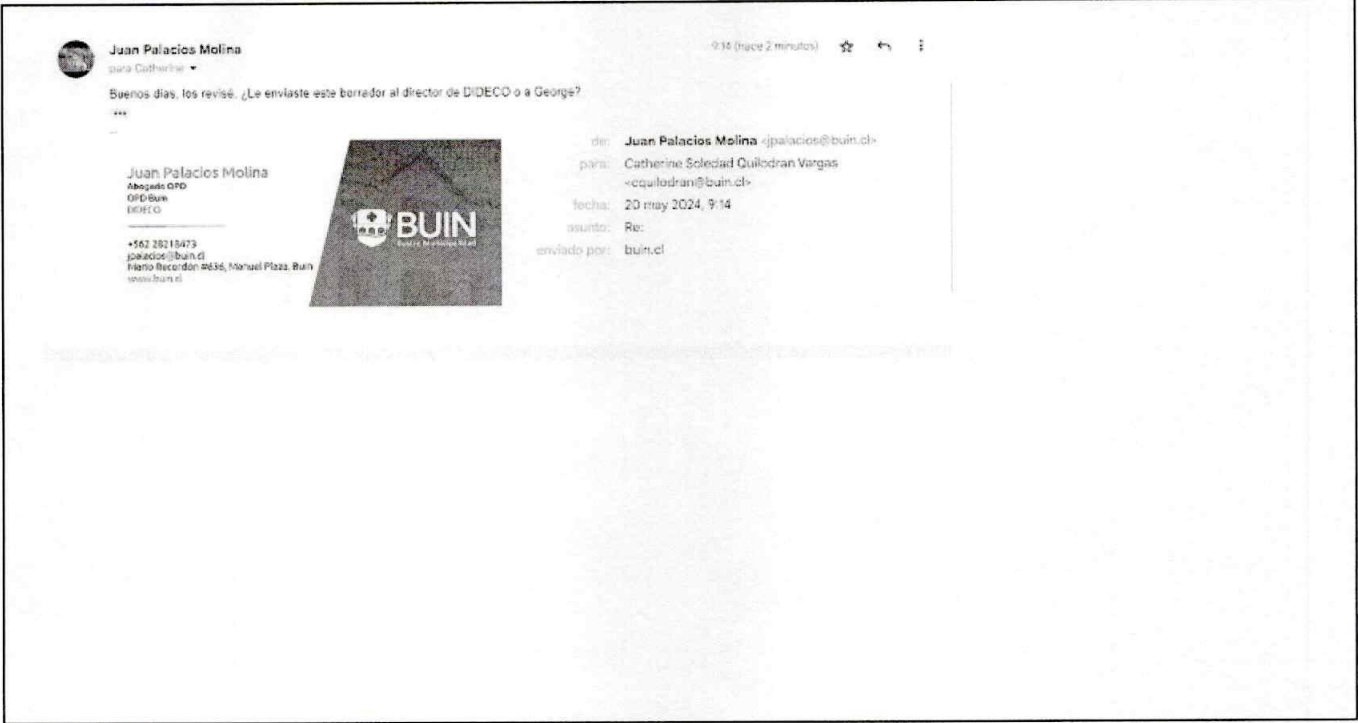 Juan Palacios Molina
9:14 (hace 2 minutos)
para Catherine
Buenos días, los revisé. ¿Le enviaste este borrador al director de DIDECO o a George?
...
--
Juan Palacios Molina
Abogado OPD
OPD Buin
DIDECO
+562 28218473
jpalacios@buin.cl
Mario Recordón #636, Manuel Plaza, Buin
www.buin.cl
BUIN
de: Juan Palacios Molina <jpalacios@buin.cl>
para: Catherine Soledad Quilodran Vargas
<cquilodran@buin.cl>
fecha: 20 may 2024, 9:14
asunto: Re:
enviado por: buin.cl